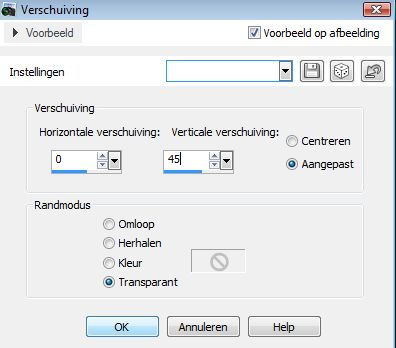 Verschuiving
Voorbeeld
Voorbeeld op afbeelding
Instellingen
Verschuiving
Horizontale verschuiving: Verticale verschuiving:
Centreren
0 45
Aangepast
Randmodus
Omloop
Herhalen
Kleur
Transparant
OK Annuleren Help